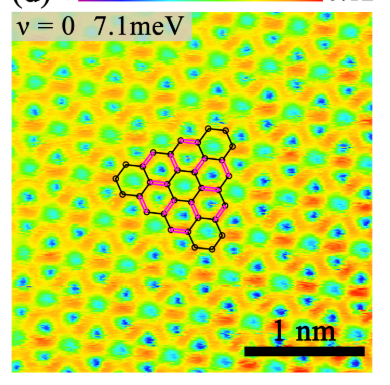 ν = 0 7.1meV
1 nm